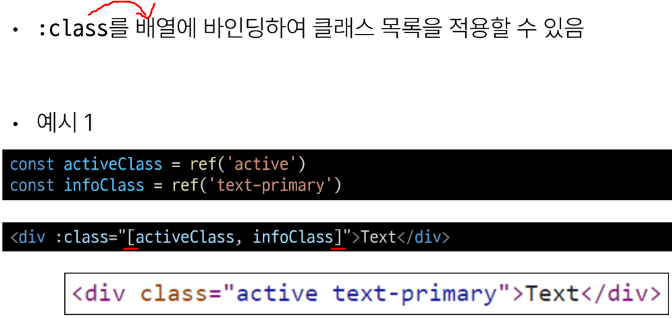 • :class를 배열에 바인딩하여 클래스 목록을 적용할 수 있음
• 예시 1
const activeClass = ref('active')
const infoClass = ref('text-primary')
<div :class="[activeClass, infoClass]">Text</div>
<div class="active text-primary">Text</div>